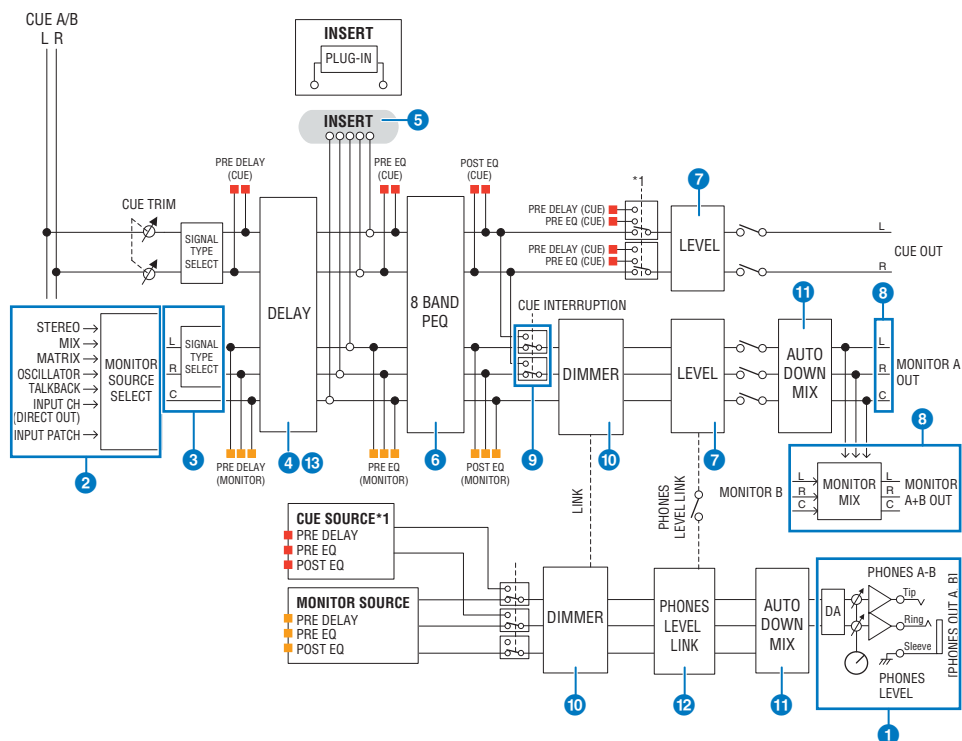 CUE A/B
L R
INSERT
PLUG-IN
INSERT
5
PRE DELAY
(CUE)
PRE EQ
(CUE)
POST EQ
(CUE)
*1
7
CUE TRIM
SIGNAL
TYPE
SELECT
PRE DELAY (CUE)
PRE EQ (CUE)
PRE DELAY (CUE)
PRE EQ (CUE)
LEVEL
L
R
CUE OUT
DELAY
8 BAND
PEQ
CUE INTERRUPTION
11
8
STEREO
MIX
MATRIX
OSCILLATOR
TALKBACK
INPUT CH
(DIRECT OUT)
INPUT PATCH
MONITOR
SOURCE
SELECT
2
L
R
C
SIGNAL
TYPE
SELECT
3
DIMMER
LEVEL
AUTO
DOWN
MIX
L
R
C
MONITOR A
OUT
PRE DELAY
(MONITOR)
4
13
PRE EQ
(MONITOR)
6
POST EQ
(MONITOR)
9
10
7
8
MONITOR B
L
R
C
MONITOR
MIX
L
R
C
MONITOR
A+B OUT
LINK
PHONES
LEVEL LINK
CUE SOURCE*1
PRE DELAY
PRE EQ
POST EQ
MONITOR SOURCE
PRE DELAY
PRE EQ
POST EQ
DIMMER
10
PHONES
LEVEL
LINK
12
AUTO
DOWN
MIX
11
PHONES A-B
DA
Tip
Ring
Sleeve
PHONES
LEVEL
[PHONES OUT A, B]
1